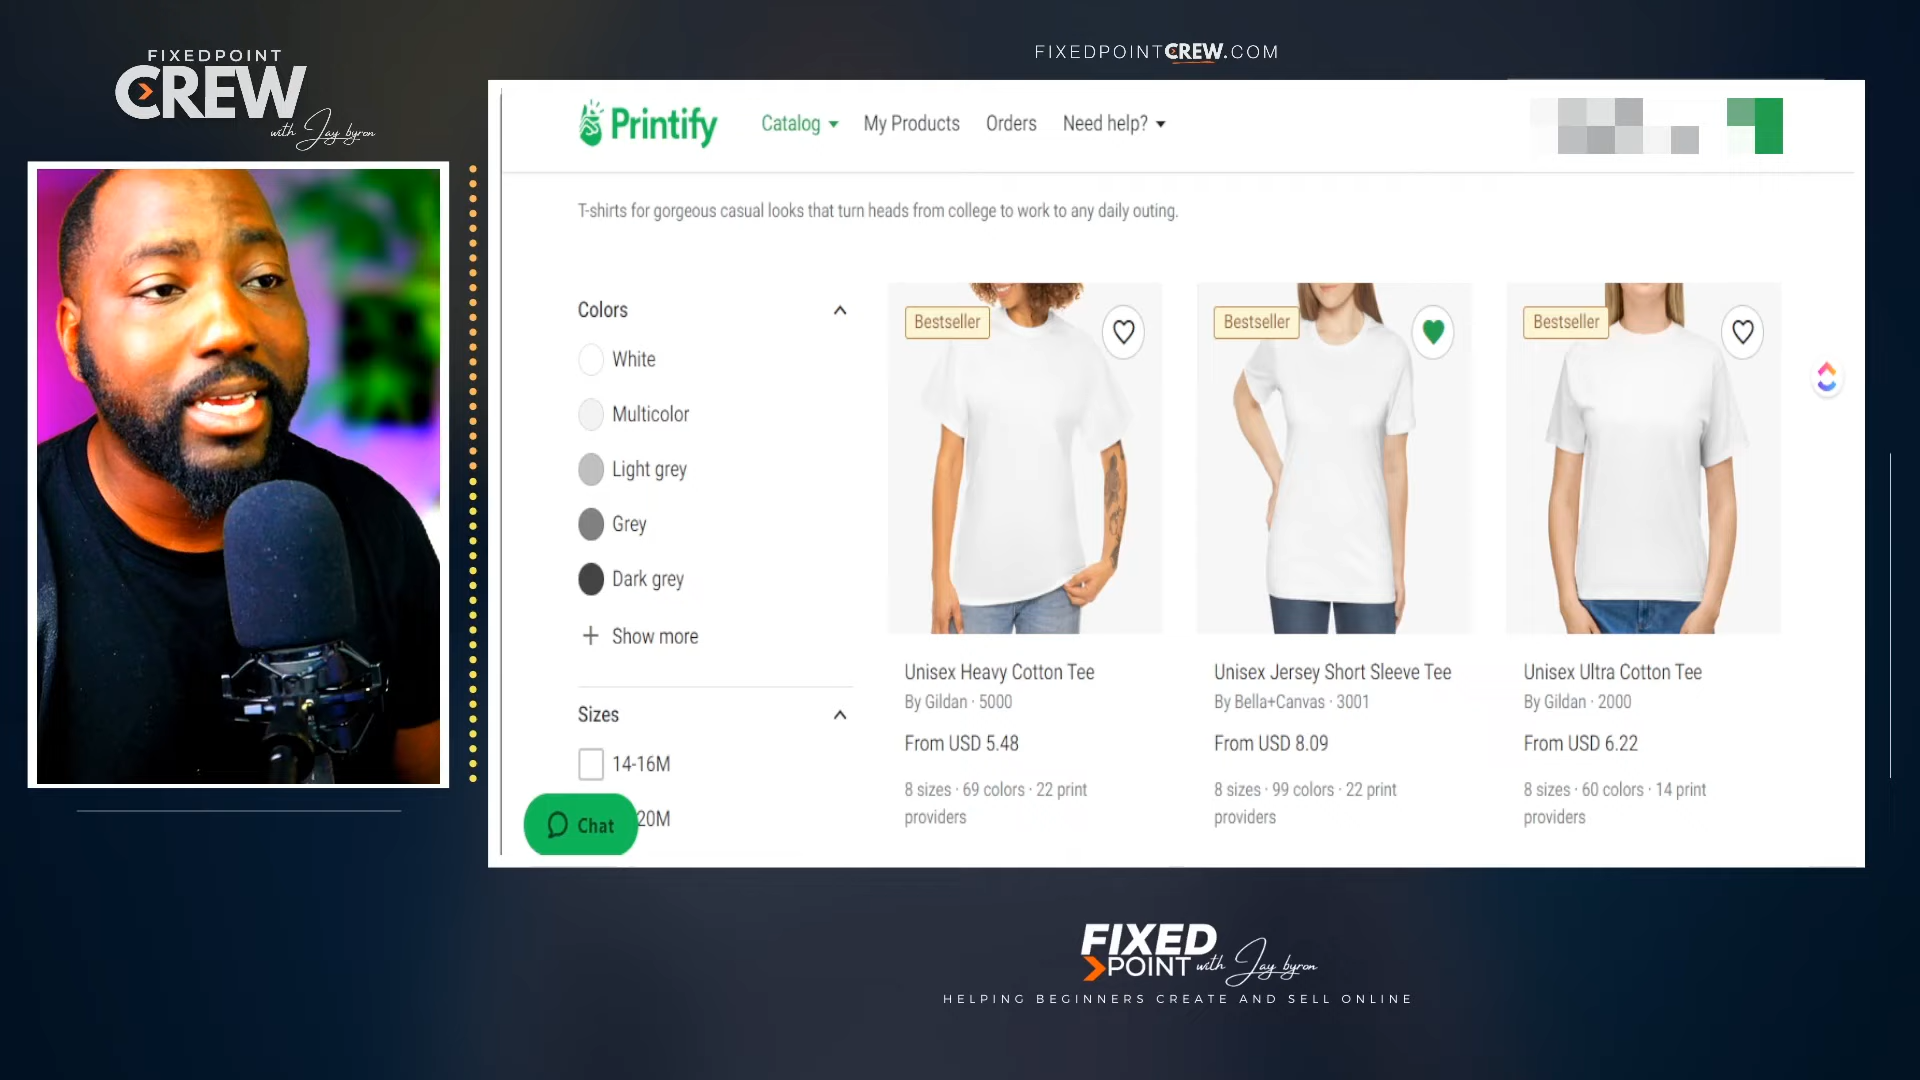 FIXEDPOINT
CREW
with Jay byron
FIXEDPOINTCREW.COM
Printify
Catalog
My Products
Orders
Need help?
T-shirts for gorgeous casual looks that turn heads from college to work to any daily outing.
Colors
White
Multicolor
Light grey
Grey
Dark grey
+ Show more
Sizes
14-16M
20M
Chat
Bestseller
Unisex Heavy Cotton Tee
By Gildan · 5000
From USD 5.48
8 sizes · 69 colors · 22 print
providers
Bestseller
Unisex Jersey Short Sleeve Tee
By Bella+Canvas · 3001
From USD 8.09
8 sizes · 99 colors · 22 print
providers
Bestseller
Unisex Ultra Cotton Tee
By Gildan · 2000
From USD 6.22
8 sizes · 60 colors · 14 print
providers
FIXED
POINT with Jay byron
HELPING BEGINNERS CREATE AND SELL ONLINE